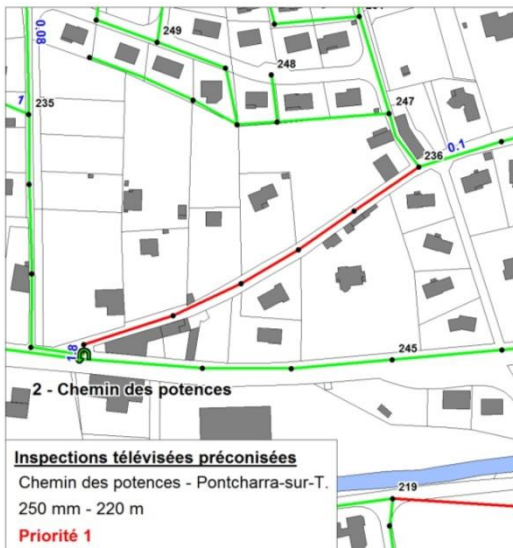 0.08
249
248
235
1
247
236
0.1
1.8
245
2 - Chemin des potences
Inspections télévisées préconisées
Chemin des potences - Pontcharra-sur-T.
250 mm - 220 m
Priorité 1
219